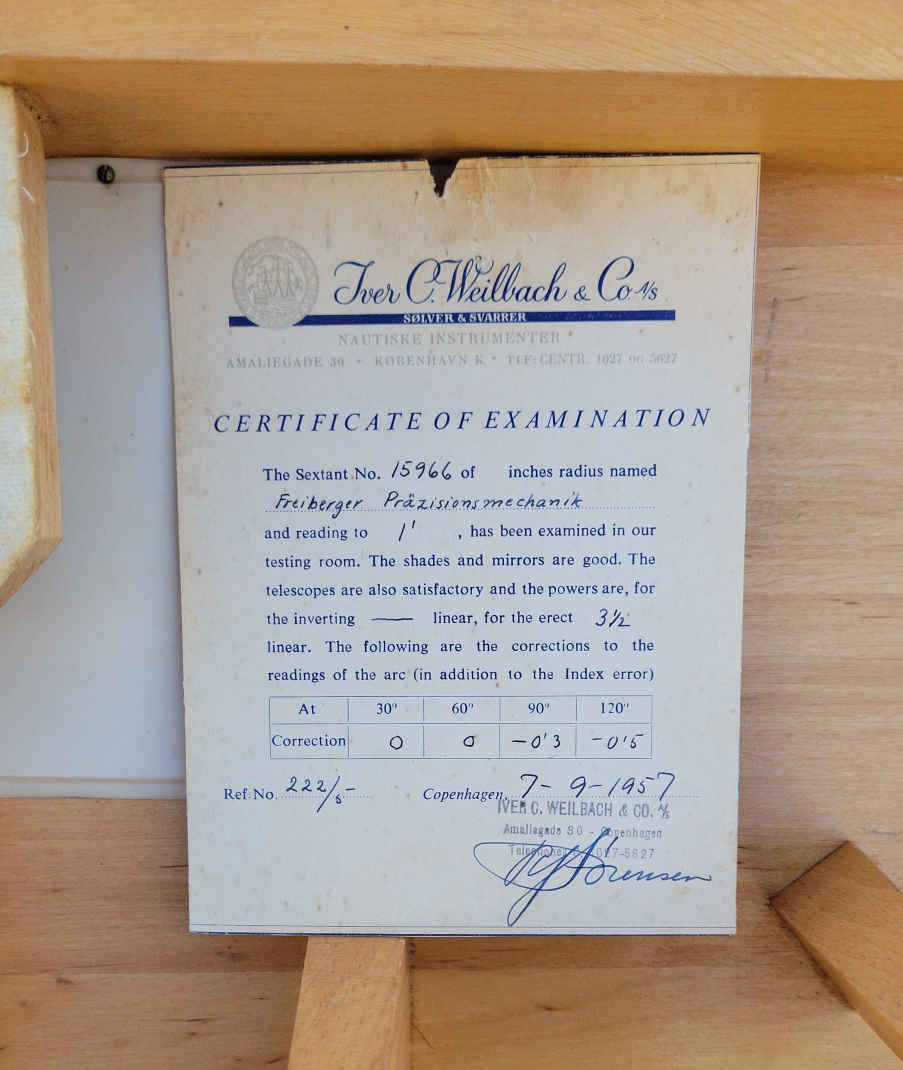 Iver C. Weilbach & Co. A/S
SØLVER & SVARRER
NAUTISKE INSTRUMENTER
AMALIEGADE 30 • KØBENHAVN K. • TLF: CENTR. 1027 OG 5627
CERTIFICATE OF EXAMINATION
The Sextant No. 15966 of inches radius named
Freiberger Präzisionsmechanik
and reading to 1' , has been examined in our
testing room. The shades and mirrors are good. The
telescopes are also satisfactory and the powers are, for
the inverting — linear, for the erect 3½
linear. The following are the corrections to the
readings of the arc (in addition to the Index error)
At 30° 60° 90° 120°
Correction 0 0 -0'3 -0'5
Ref. No. 222/5-
Copenhagen, 7-9-1957
IVER C. WEILBACH & CO. A/S
Amaliegade 30 - Copenhagen
1027-5627
Sørensen